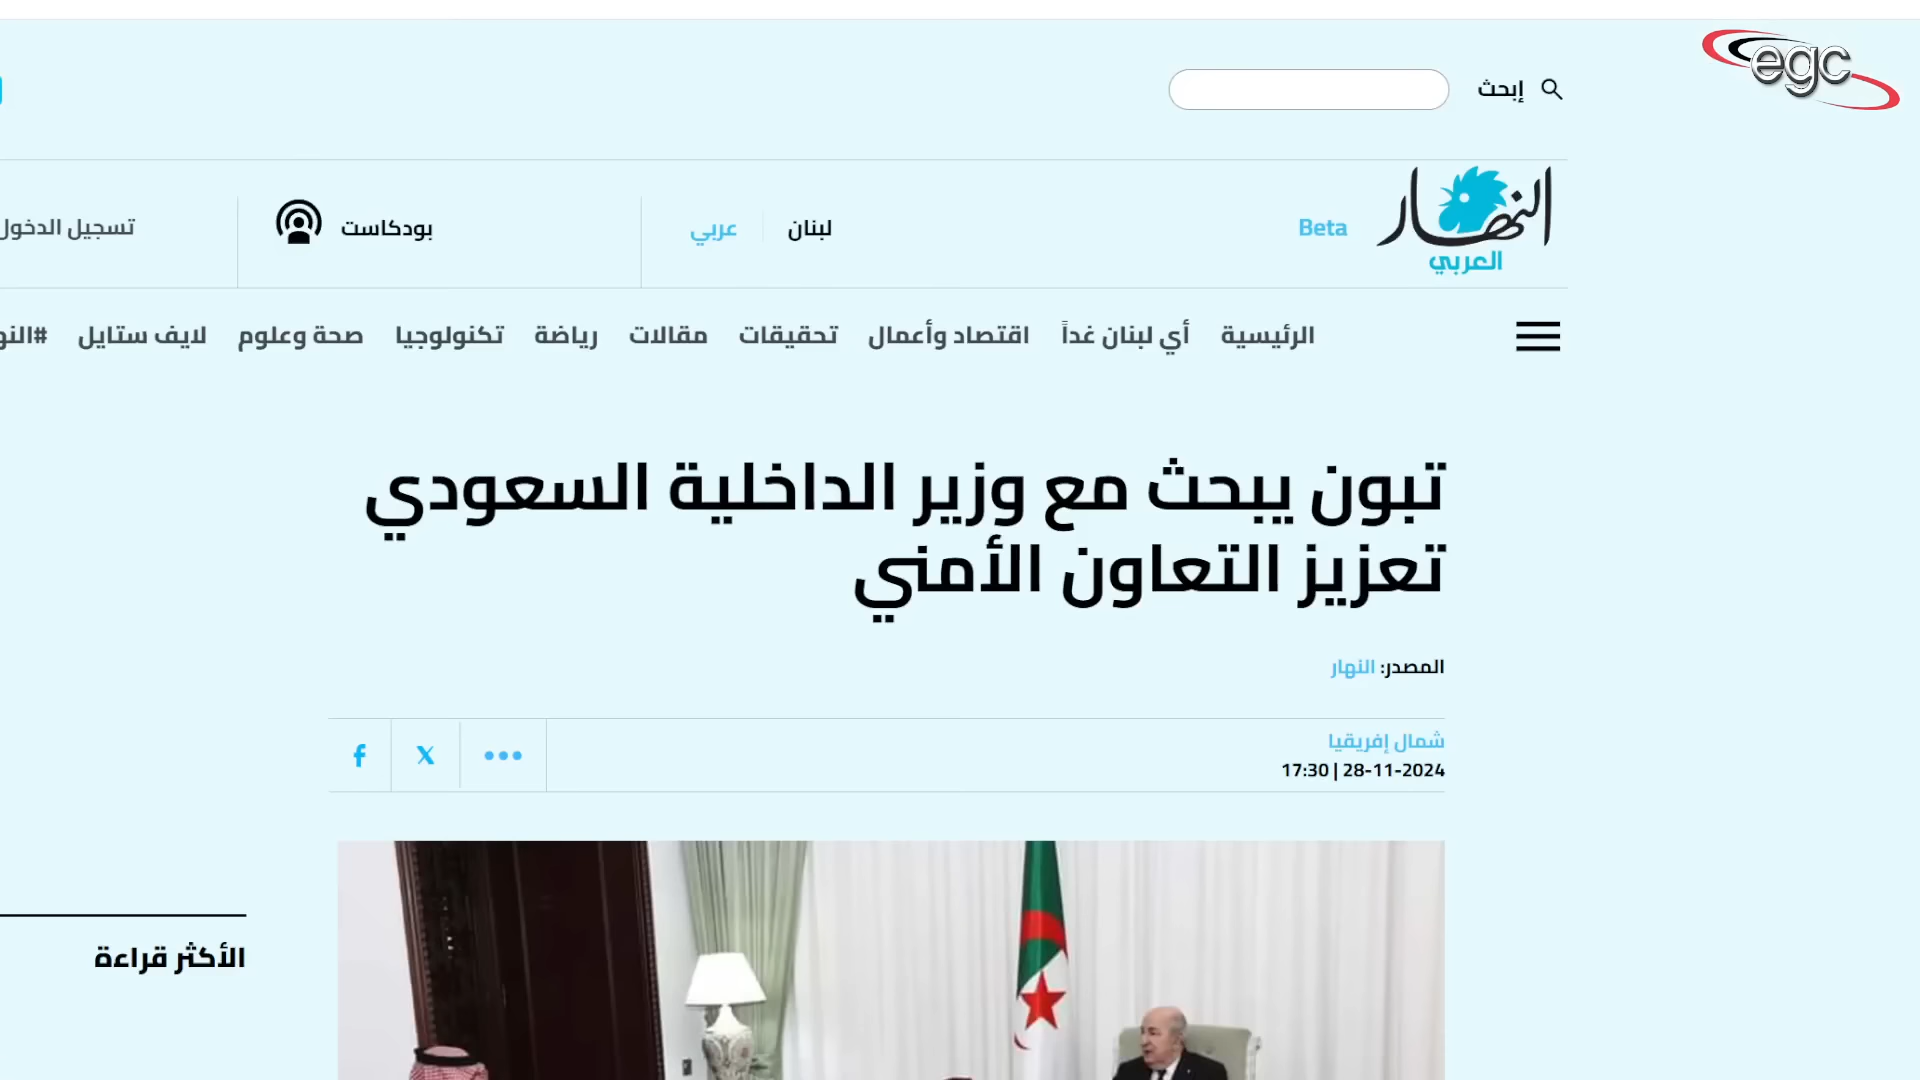 egc
إبحث
النهار
العربي
Beta
لبنان
عربي
بودكاست
تسجيل الدخول
الرئيسية
أي لبنان غداً
اقتصاد وأعمال
تحقيقات
مقالات
رياضة
تكنولوجيا
صحة وعلوم
لايف ستايل
تبون يبحث مع وزير الداخلية السعودي
تعزيز التعاون الأمني
المصدر: النهار
شمال إفريقيا
28-11-2024 | 17:30
الأكثر قراءة